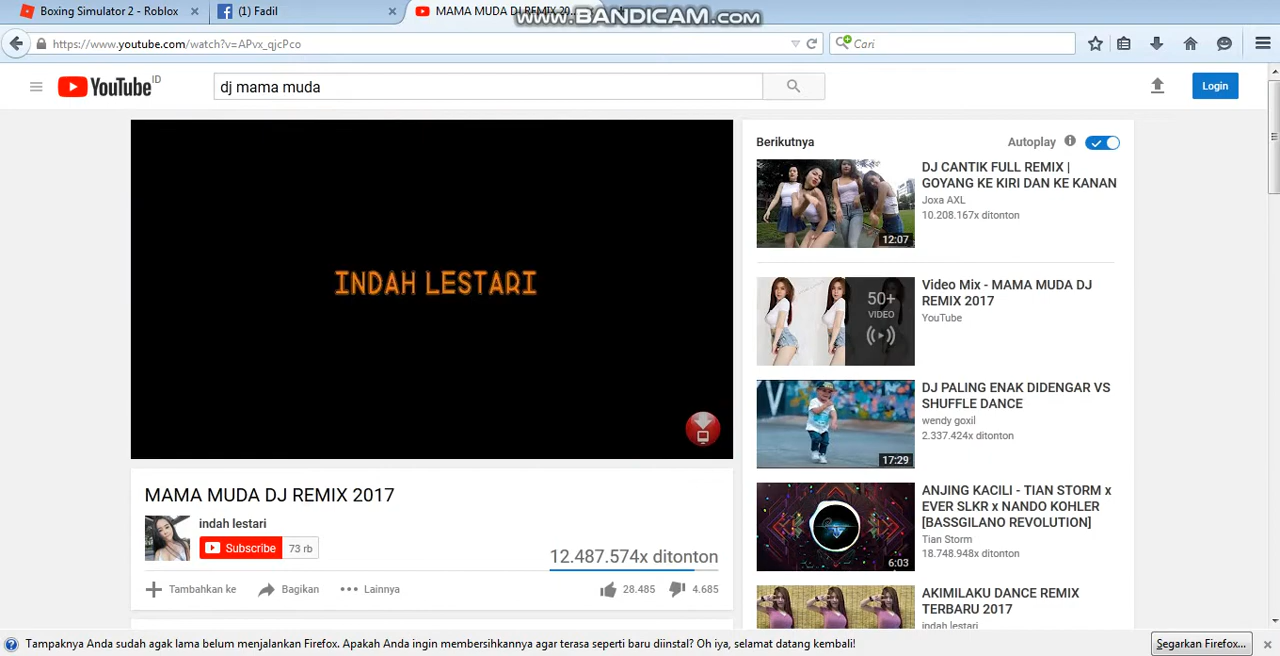 Boxing Simulator 2 - Roblox
(1) Fadil
MAMA MUDA DJ REMIX 20...
www.BANDICAM.com
https://www.youtube.com/watch?v=APvx_qjcPco
Cari
YouTube ID
dj mama muda
Login
INDAH LESTARI
MAMA MUDA DJ REMIX 2017
indah lestari
Subscribe
73 rb
12.487.574x ditonton
Tambahkan ke
Bagikan
Lainnya
28.485
4.685
Berikutnya
Autoplay
12:07
DJ CANTIK FULL REMIX |
GOYANG KE KIRI DAN KE KANAN
Joxa AXL
10.208.167x ditonton
50+
VIDEO
Video Mix - MAMA MUDA DJ
REMIX 2017
YouTube
17:29
DJ PALING ENAK DIDENGAR VS
SHUFFLE DANCE
wendy goxil
2.337.424x ditonton
6:03
ANJING KACILI - TIAN STORM x
EVER SLKR x NANDO KOHLER
[BASSGILANO REVOLUTION]
Tian Storm
18.748.948x ditonton
AKIMILAKU DANCE REMIX
TERBARU 2017
indah lestari
Tampaknya Anda sudah agak lama belum menjalankan Firefox. Apakah Anda ingin membersihkannya agar terasa seperti baru diinstal? Oh iya, selamat datang kembali!
Segarkan Firefox...